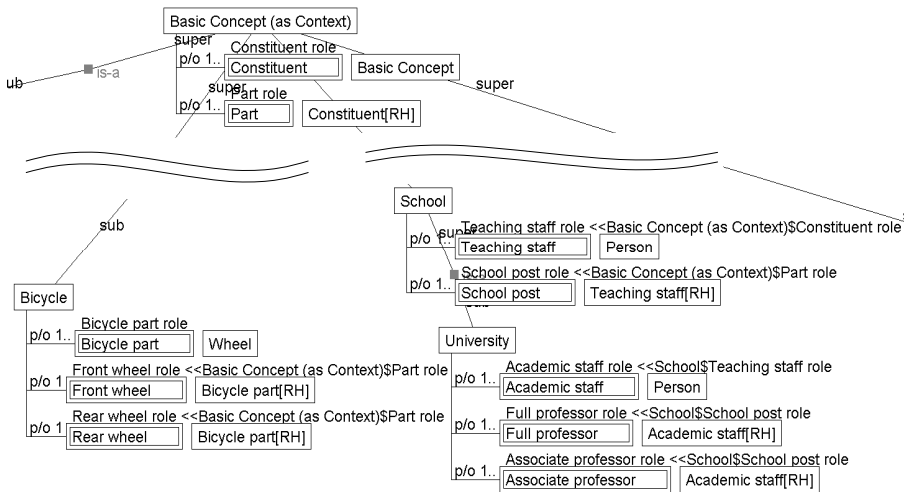 Basic Concept (as Context)
super
Constituent role
p/o 1..
Constituent
Basic Concept
is-a
ub
super
super
Part role
p/o 1..
Part
Constituent[RH]
sub
School
Teaching staff role <<Basic Concept (as Context)$Constituent role
super
p/o 1..
Teaching staff
Person
School post role <<Basic Concept (as Context)$Part role
p/o 1..
School post
Teaching staff[RH]
Bicycle
Bicycle part role
p/o 1..
Bicycle part
Wheel
Front wheel role <<Basic Concept (as Context)$Part role
p/o 1
Front wheel
Bicycle part[RH]
Rear wheel role <<Basic Concept (as Context)$Part role
p/o 1
Rear wheel
Bicycle part[RH]
University
Academic staff role <<School$Teaching staff role
p/o 1..
Academic staff
Person
Full professor role <<School$School post role
p/o 1..
Full professor
Academic staff[RH]
Associate professor role <<School$School post role
p/o 1..
Associate professor
Academic staff[RH]